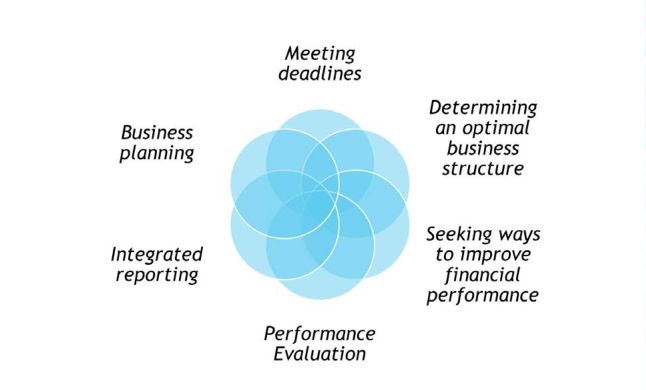 Meeting
deadlines
Determining
an optimal
business
structure
Seeking ways
to improve
financial
performance
Performance
Evaluation
Integrated
reporting
Business
planning